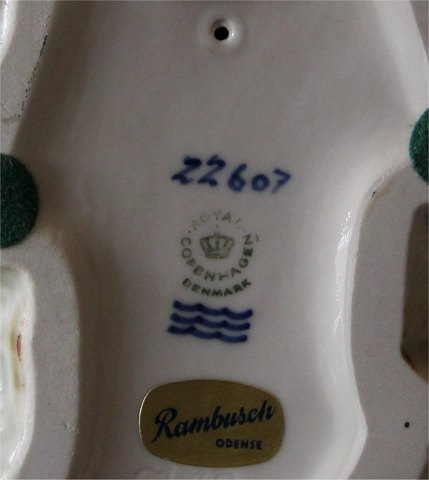 22607
ROYAL
COPENHAGEN
DENMARK
Rambusch
ODENSE